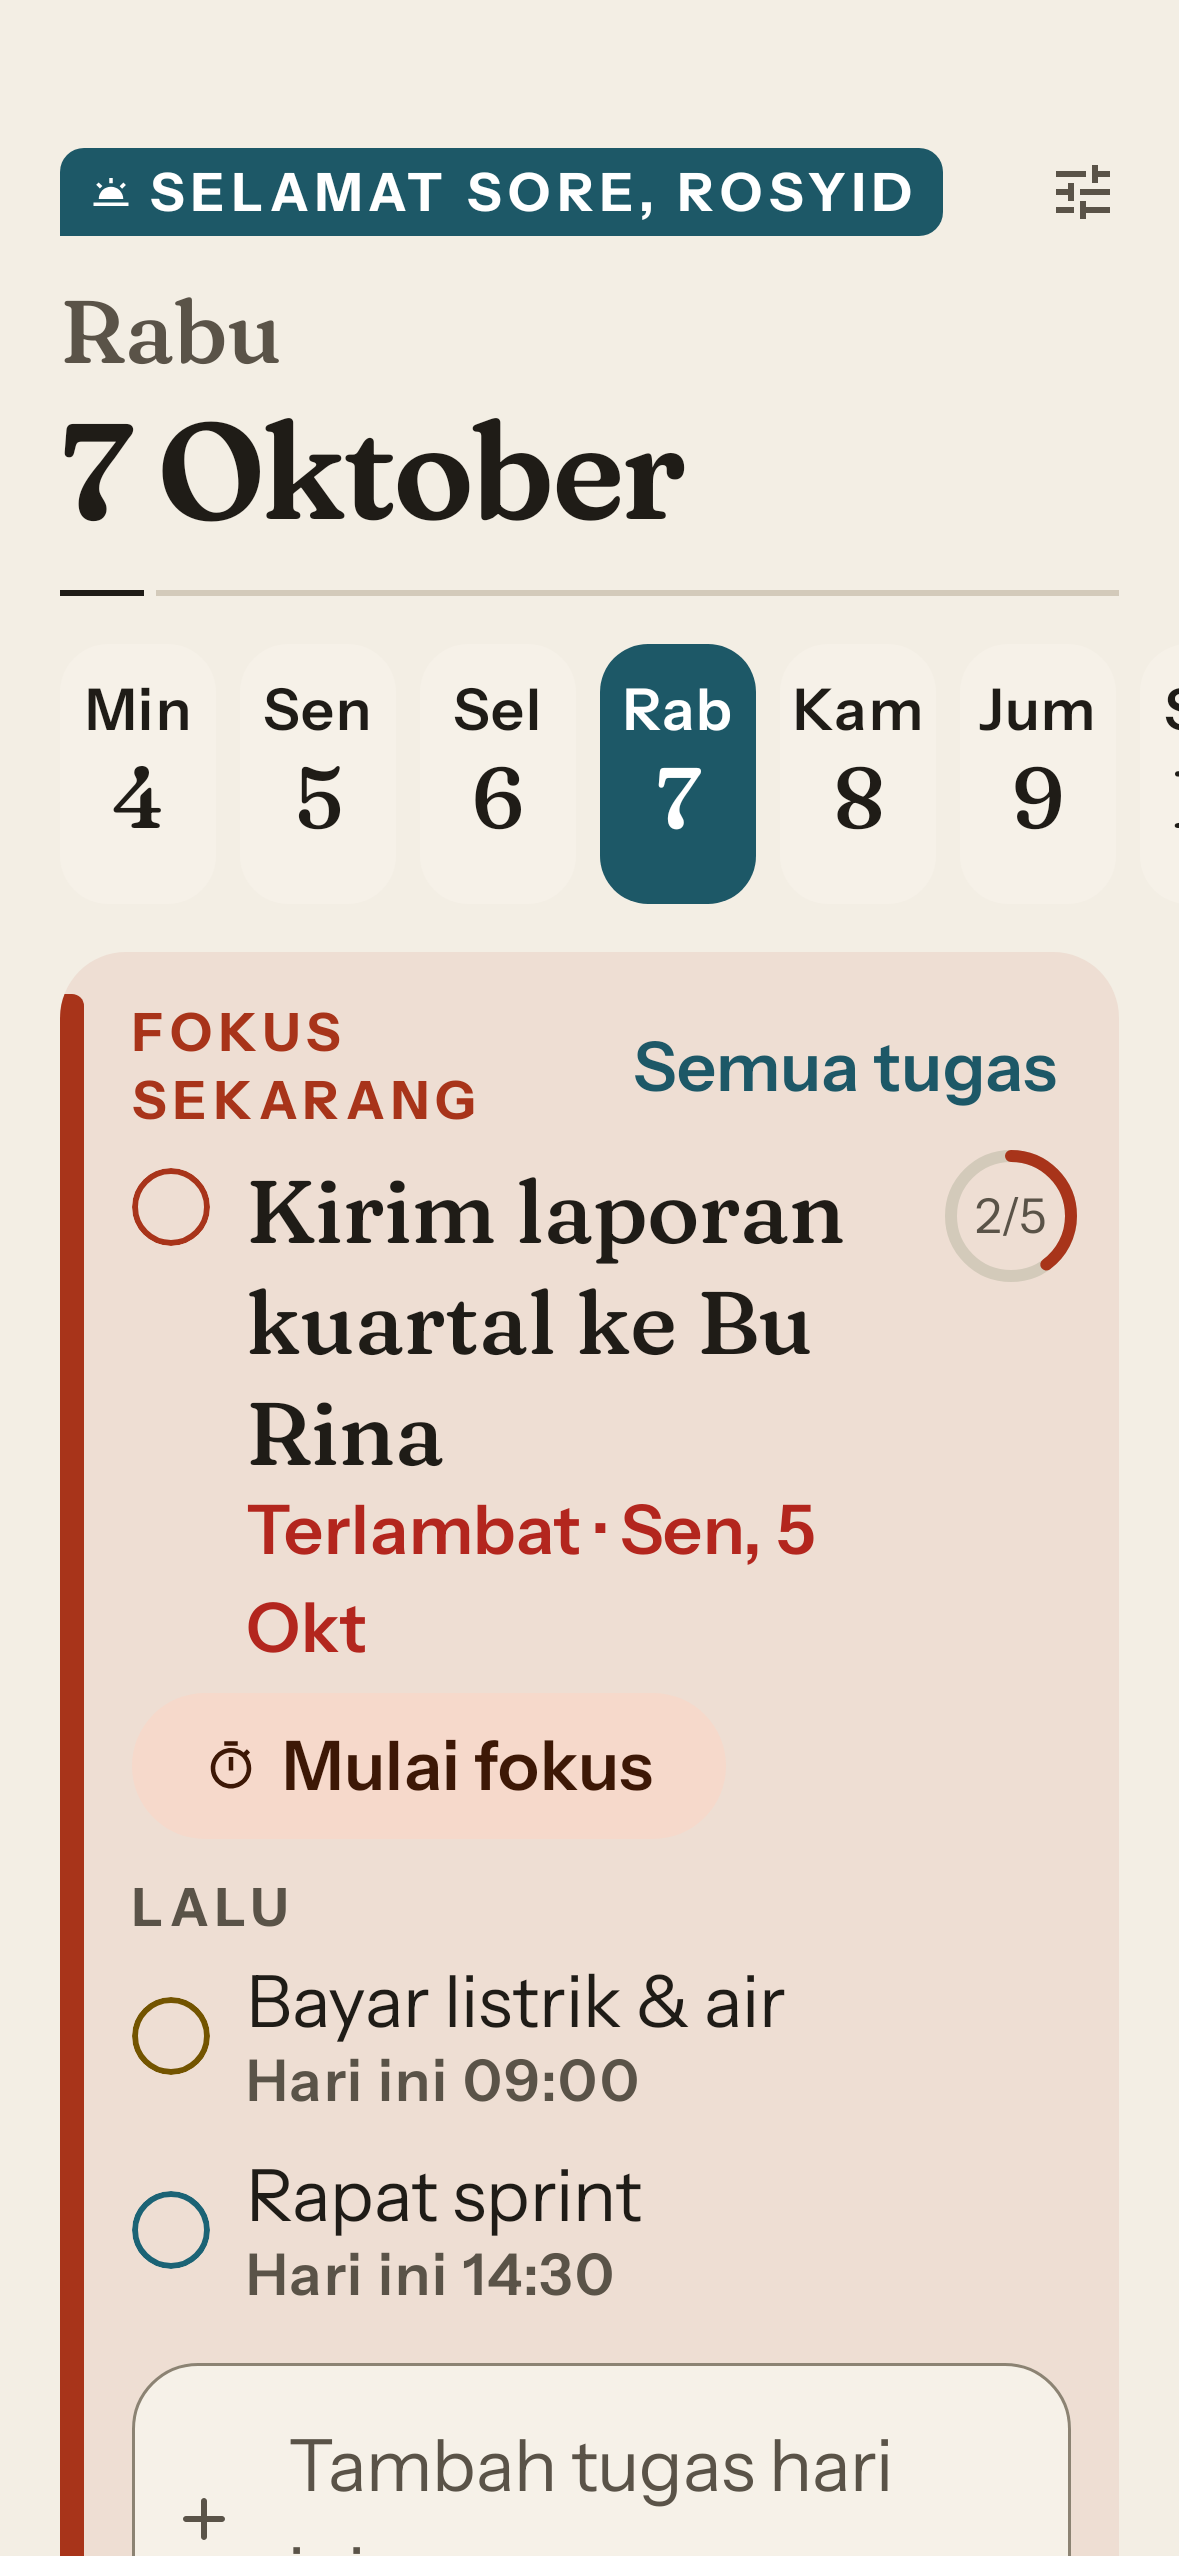 SELAMAT SORE, ROSYID
Rabu
7 Oktober
Min Sen Sel Rab Kam Jum
4 5 6 7 8 9
FOKUS
SEKARANG
Semua tugas
Kirim laporan
kuartal ke Bu
Rina
2/5
Terlambat · Sen, 5
Okt
Mulai fokus
LALU
Bayar listrik & air
Hari ini 09:00
Rapat sprint
Hari ini 14:30
Tambah tugas hari